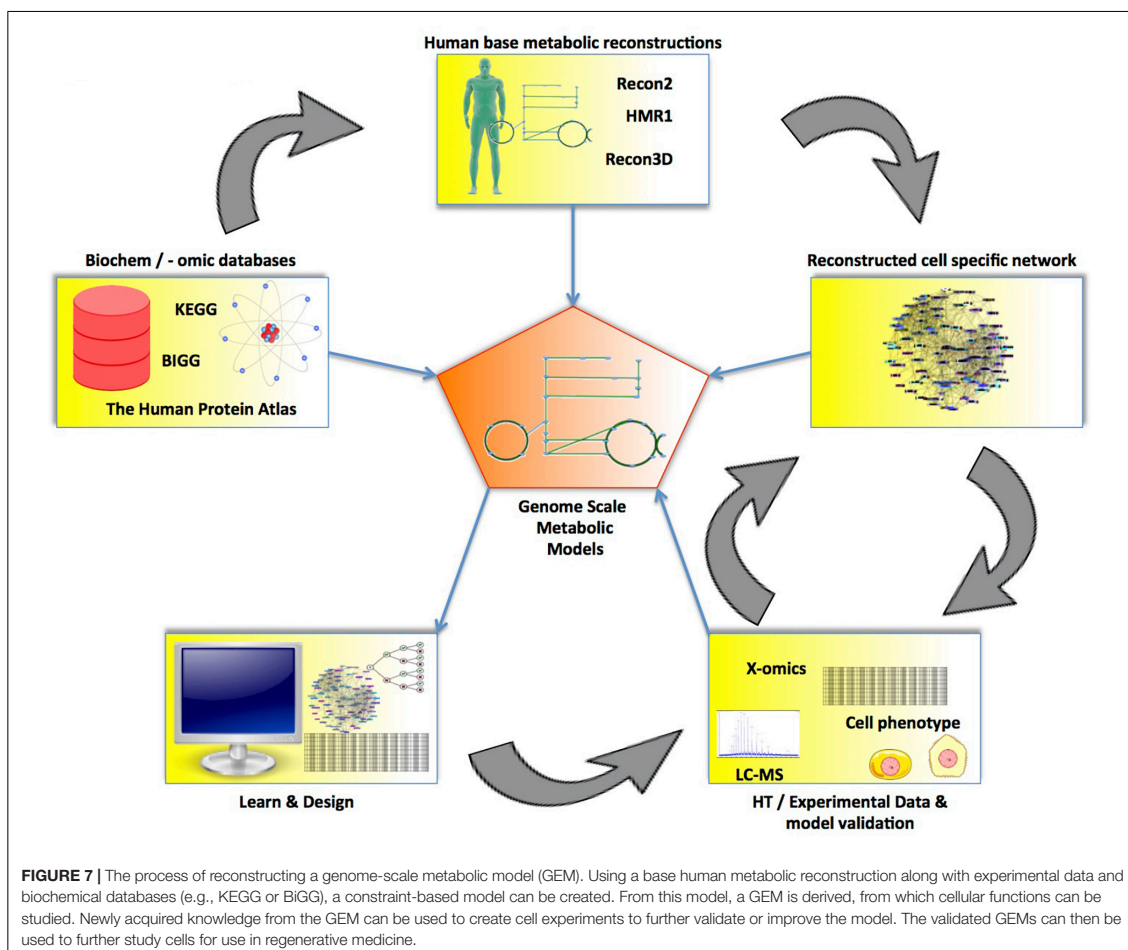 Human base metabolic reconstructions
Recon2
HMR1
Recon3D
Biochem / - omic databases
KEGG
BIGG
The Human Protein Atlas
Reconstructed cell specific network
Genome Scale
Metabolic
Models
Learn & Design
X-omics
Cell phenotype
LC-MS
HT / Experimental Data &
model validation
FIGURE 7 | The process of reconstructing a genome-scale metabolic model (GEM). Using a base human metabolic reconstruction along with experimental data and
biochemical databases (e.g., KEGG or BiGG), a constraint-based model can be created. From this model, a GEM is derived, from which cellular functions can be
studied. Newly acquired knowledge from the GEM can be used to create cell experiments to further validate or improve the model. The validated GEMs can then be
used to further study cells for use in regenerative medicine.